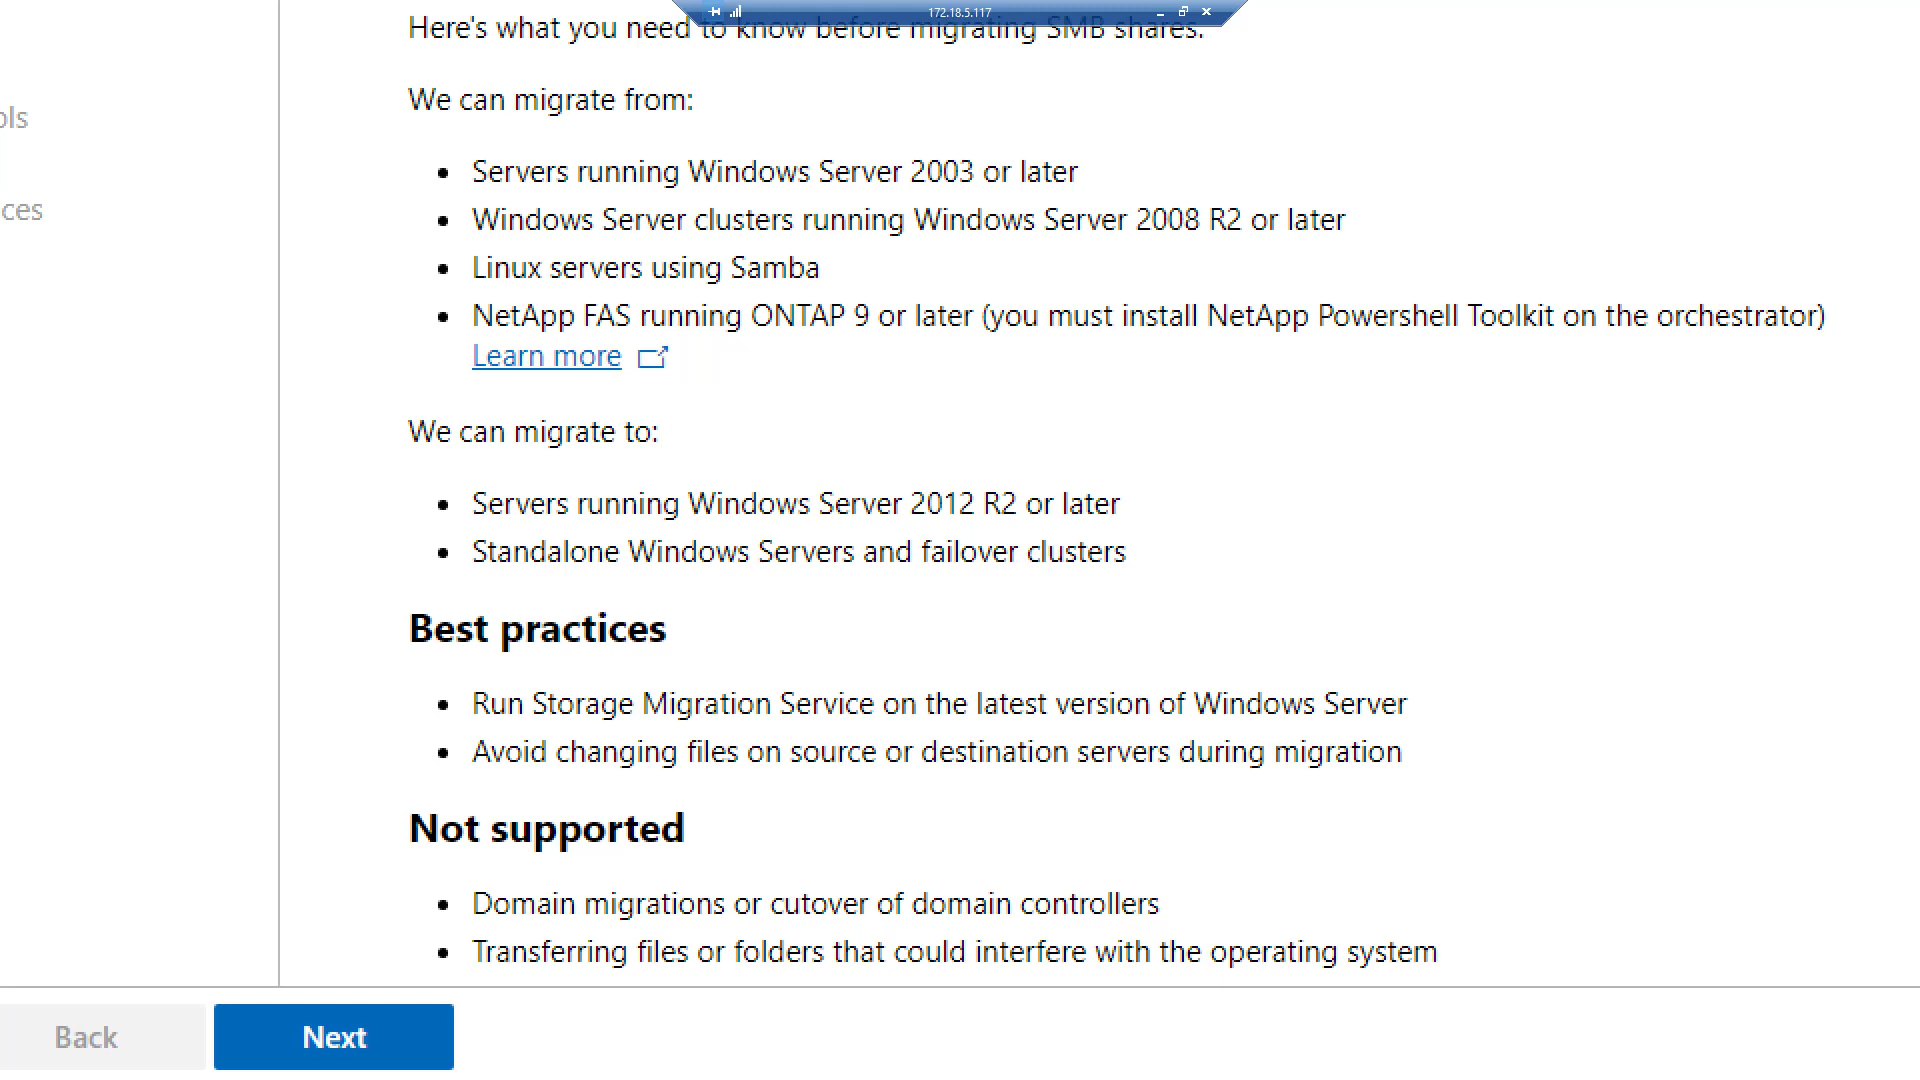 172.18.5.117
Here's what you need to know before migrating SMB shares:
ols
ces
We can migrate from:
Servers running Windows Server 2003 or later
Windows Server clusters running Windows Server 2008 R2 or later
Linux servers using Samba
NetApp FAS running ONTAP 9 or later (you must install NetApp Powershell Toolkit on the orchestrator)
Learn more
We can migrate to:
Servers running Windows Server 2012 R2 or later
Standalone Windows Servers and failover clusters
Best practices
Run Storage Migration Service on the latest version of Windows Server
Avoid changing files on source or destination servers during migration
Not supported
Domain migrations or cutover of domain controllers
Transferring files or folders that could interfere with the operating system
Back
Next